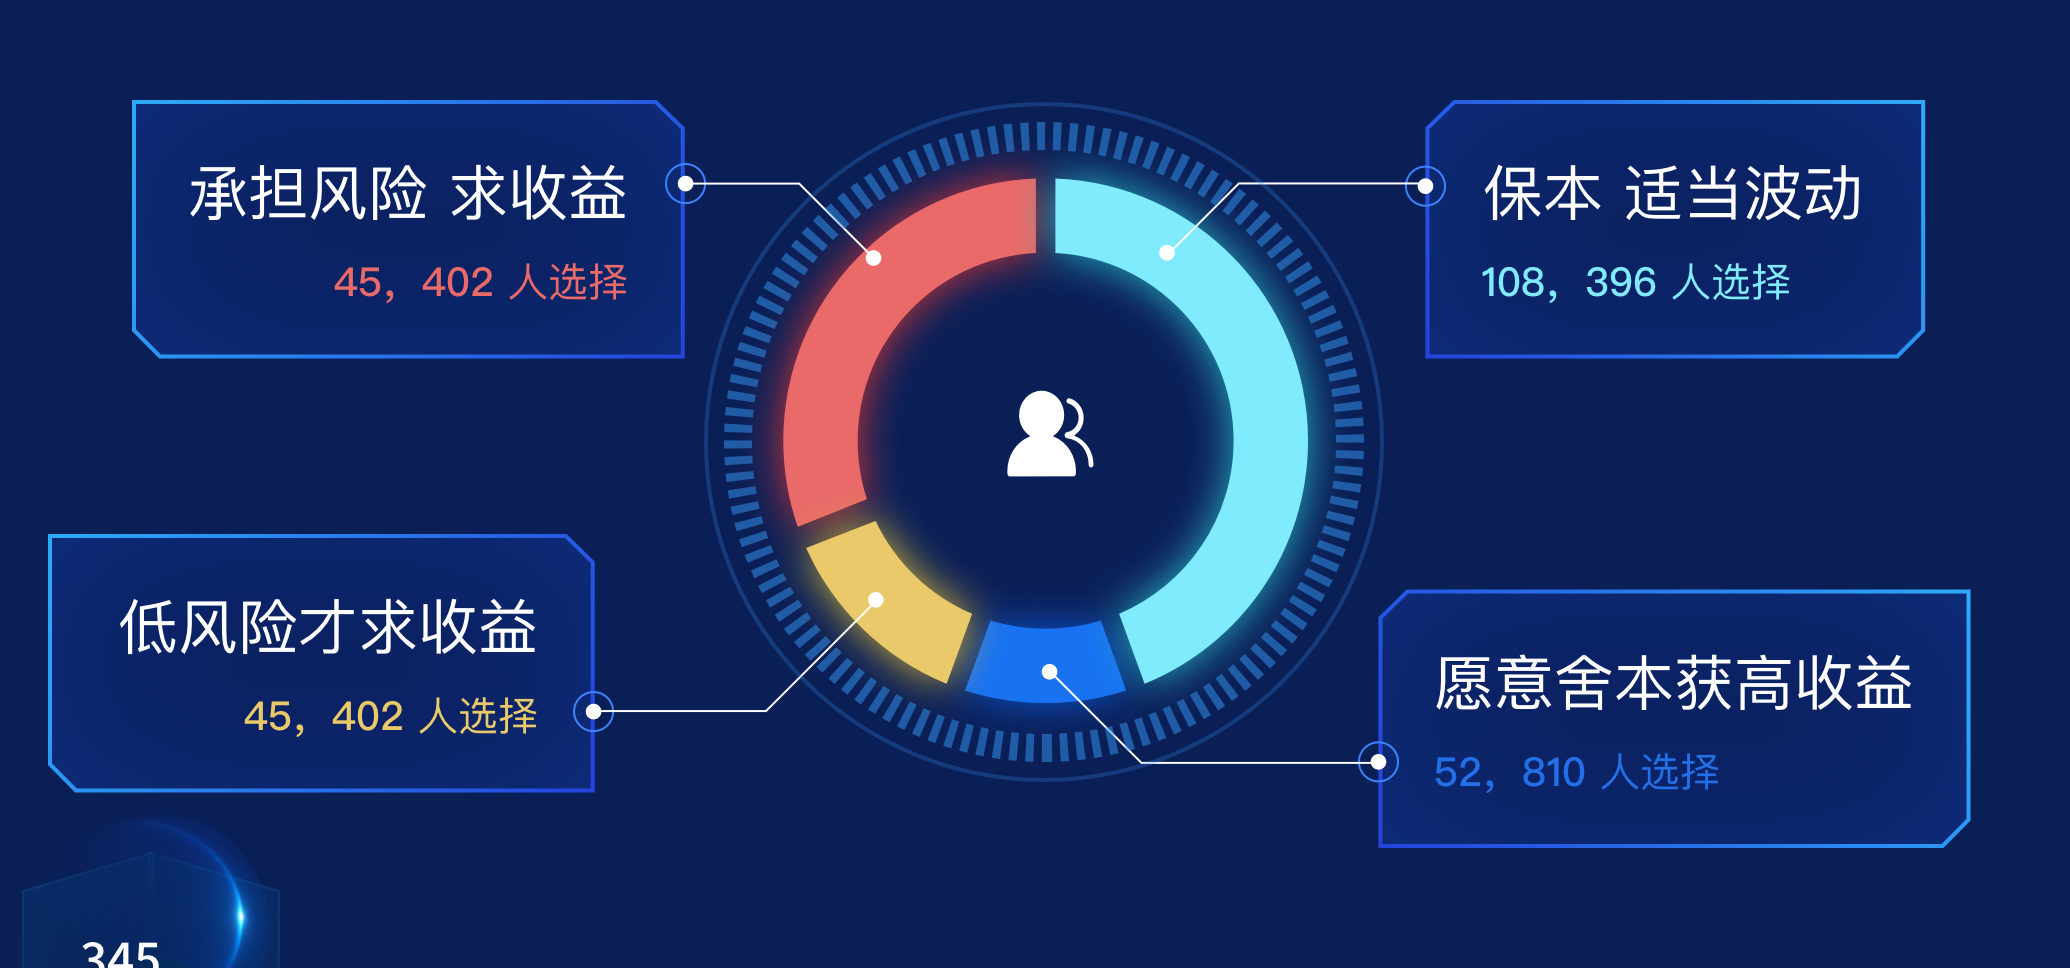 承担风险 求收益
45，402 人选择
保本 适当波动
108，396 人选择
低风险才求收益
45，402 人选择
愿意舍本获高收益
52，810 人选择
345